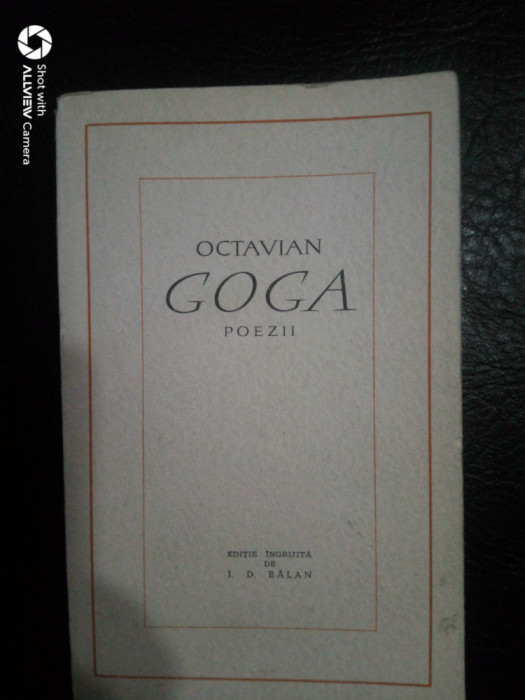 Shot with
ALLVIEW Camera
OCTAVIAN
GOGA
POEZII
EDIȚIE ÎNGRIJITĂ
DE
I. D. BĂLAN